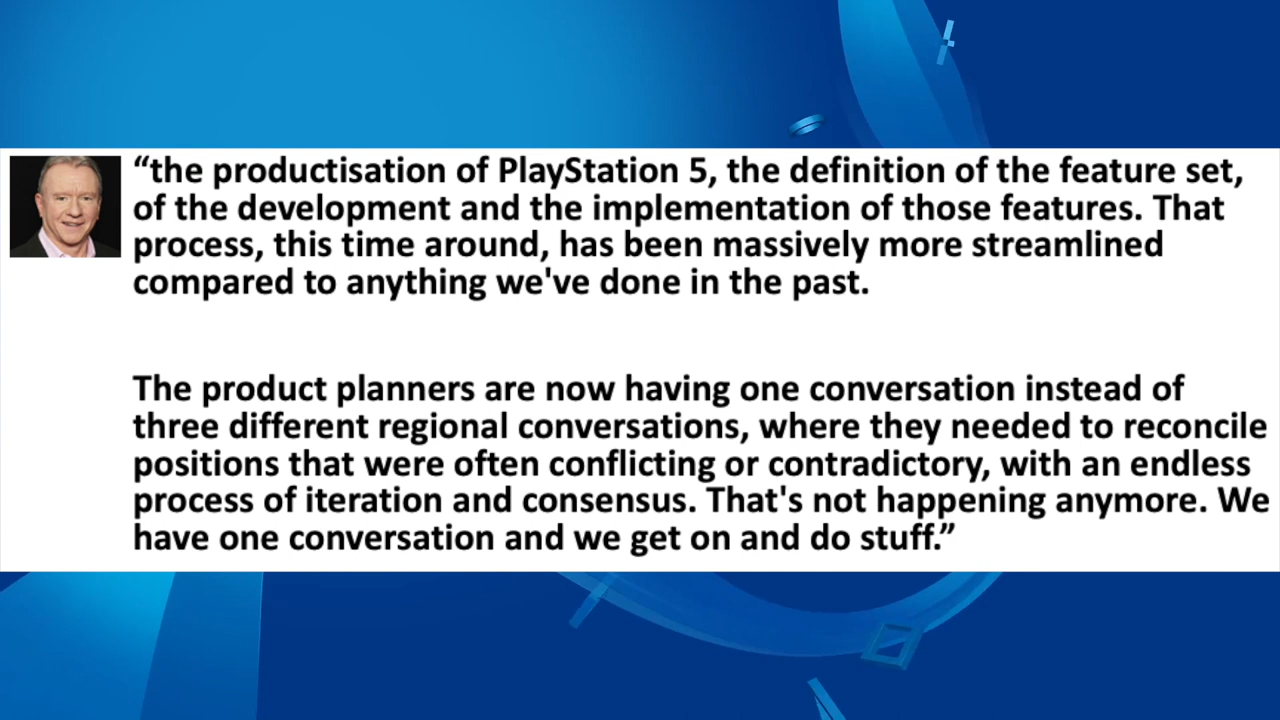 “the productisation of PlayStation 5, the definition of the feature set,
of the development and the implementation of those features. That
process, this time around, has been massively more streamlined
compared to anything we've done in the past.
The product planners are now having one conversation instead of
three different regional conversations, where they needed to reconcile
positions that were often conflicting or contradictory, with an endless
process of iteration and consensus. That's not happening anymore. We
have one conversation and we get on and do stuff.”